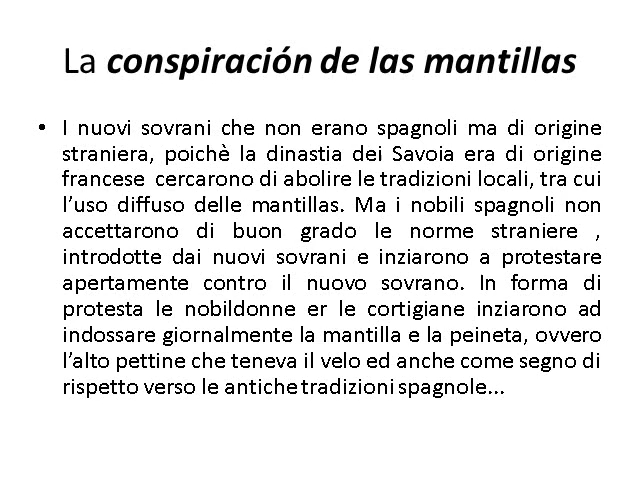 La conspiración de las mantillas
• I nuovi sovrani che non erano spagnoli ma di origine
straniera, poichè la dinastia dei Savoia era di origine
francese cercarono di abolire le tradizioni locali, tra cui
l’uso diffuso delle mantillas. Ma i nobili spagnoli non
accettarono di buon grado le norme straniere ,
introdotte dai nuovi sovrani e inziarono a protestare
apertamente contro il nuovo sovrano. In forma di
protesta le nobildonne er le cortigiane inziarono ad
indossare giornalmente la mantilla e la peineta, ovvero
l’alto pettine che teneva il velo ed anche come segno di
rispetto verso le antiche tradizioni spagnole...